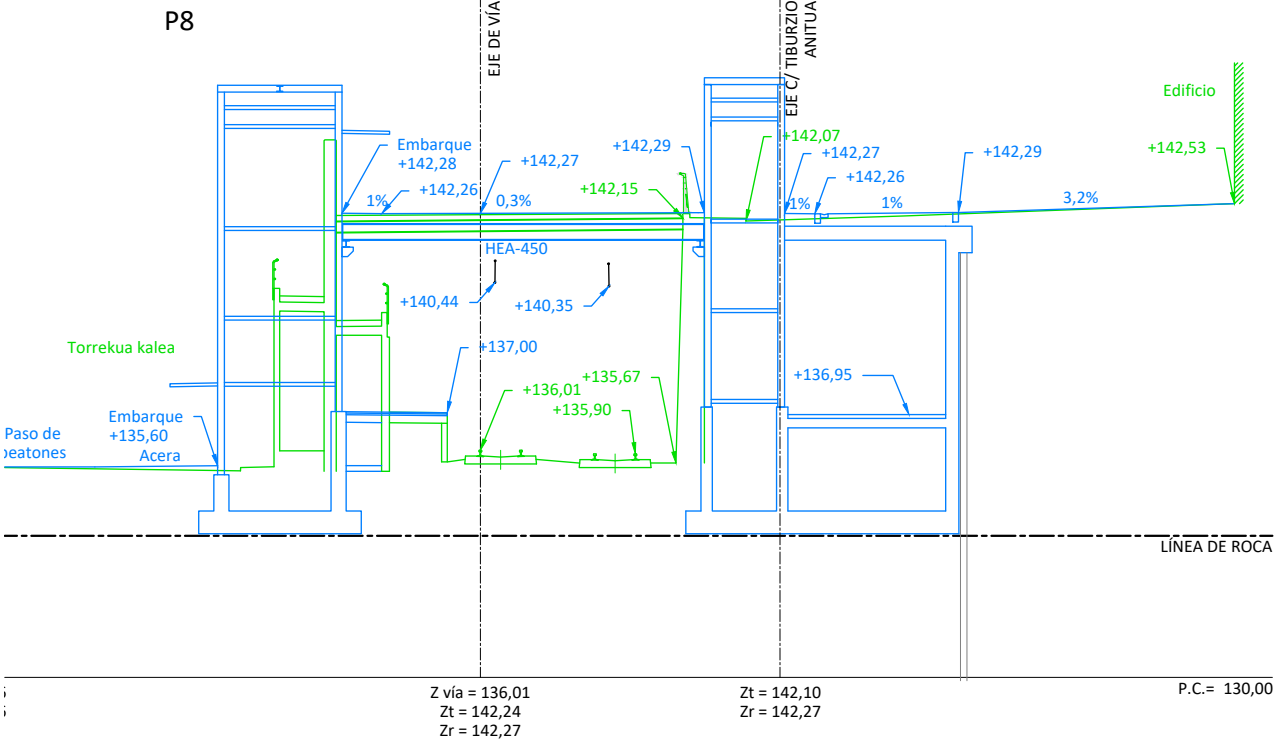 P8
EJE DE VÍA
EJE C/ TIBURZIO
ANITUA
Edificio
+142,53
Embarque
+142,28
+142,26
1%
+142,27
0,3%
+142,29
+142,15
+142,07
+142,27
+142,26
1%
1%
+142,29
3,2%
HEA-450
+140,44
+140,35
Torrekua kalea
+137,00
+136,01
+135,67
+135,90
+136,95
Embarque
+135,60
Acera
Paso de
peatones
LÍNEA DE ROCA
Z vía = 136,01
Zt = 142,24
Zr = 142,27
Zt = 142,10
Zr = 142,27
P.C.= 130,00